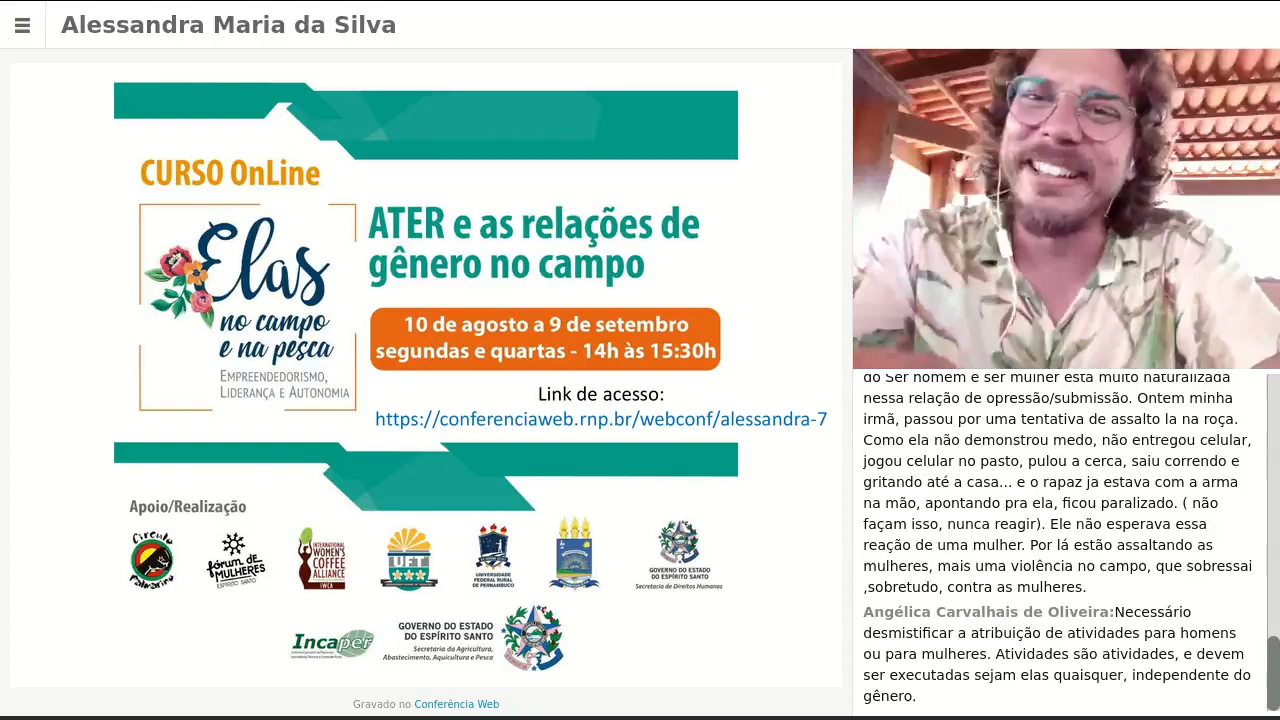 Alessandra Maria da Silva
CURSO OnLine
Elas
no campo
e na pesca
EMPREENDEDORISMO,
LIDERANÇA E AUTONOMIA
ATER e as relações de
gênero no campo
10 de agosto a 9 de setembro
segundas e quartas - 14h às 15:30h
Link de acesso:
https://conferenciaweb.rnp.br/webconf/alessandra-7
Apoio/Realização
Círculo
Palmarino
fórum de
MULHERES
ESPÍRITO SANTO
INTERNATIONAL
WOMEN'S
COFFEE
ALLIANCE
IWCA
UFT
UNIVERSIDADE
FEDERAL RURAL
DE PERNAMBUCO
GOVERNO DO ESTADO
DO ESPÍRITO SANTO
Secretaria de Direitos Humanos
Incaper
GOVERNO DO ESTADO
DO ESPÍRITO SANTO
Secretaria da Agricultura,
Abastecimento, Aquicultura e Pesca
Gravado no Conferência Web
do Ser homem e ser mulher está muito naturalizada
nessa relação de opressão/submissão. Ontem minha
irmã, passou por uma tentativa de assalto la na roça.
Como ela não demonstrou medo, não entregou celular,
jogou celular no pasto, pulou a cerca, saiu correndo e
gritando até a casa... e o rapaz ja estava com a arma
na mão, apontando pra ela, ficou paralizado. ( não
façam isso, nunca reagir). Ele não esperava essa
reação de uma mulher. Por lá estão assaltando as
mulheres, mais uma violência no campo, que sobressai
,sobretudo, contra as mulheres.
Angélica Carvalhais de Oliveira:Necessário
desmistificar a atribuição de atividades para homens
ou para mulheres. Atividades são atividades, e devem
ser executadas sejam elas quaisquer, independente do
gênero.